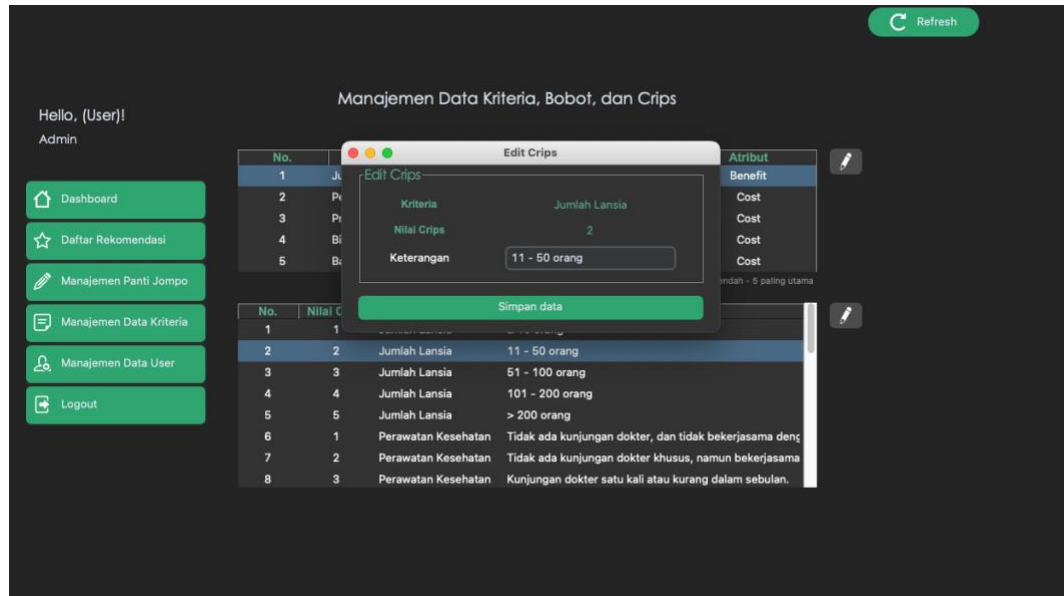 Refresh
Manajemen Data Kriteria, Bobot, dan Crips
Hello, (User)!
Admin
Dashboard
Daftar Rekomendasi
Manajemen Panti Jompo
Manajemen Data Kriteria
Manajemen Data User
Logout
No. Atribut
1 Benefit
2 Cost
3 Cost
4 Cost
5 Cost
Edit Crips
Edit Crips
Kriteria Jumlah Lansia
Nilai Crips 2
Keterangan 11 - 50 orang
Simpan data
- 5 paling utama
No. Nilai
1 1
2 2 Jumlah Lansia 11 - 50 orang
3 3 Jumlah Lansia 51 - 100 orang
4 4 Jumlah Lansia 101 - 200 orang
5 5 Jumlah Lansia > 200 orang
6 1 Perawatan Kesehatan Tidak ada kunjungan dokter, dan tidak bekerjasama deng
7 2 Perawatan Kesehatan Tidak ada kunjungan dokter khusus, namun bekerjasama
8 3 Perawatan Kesehatan Kunjungan dokter satu kali atau kurang dalam sebulan.